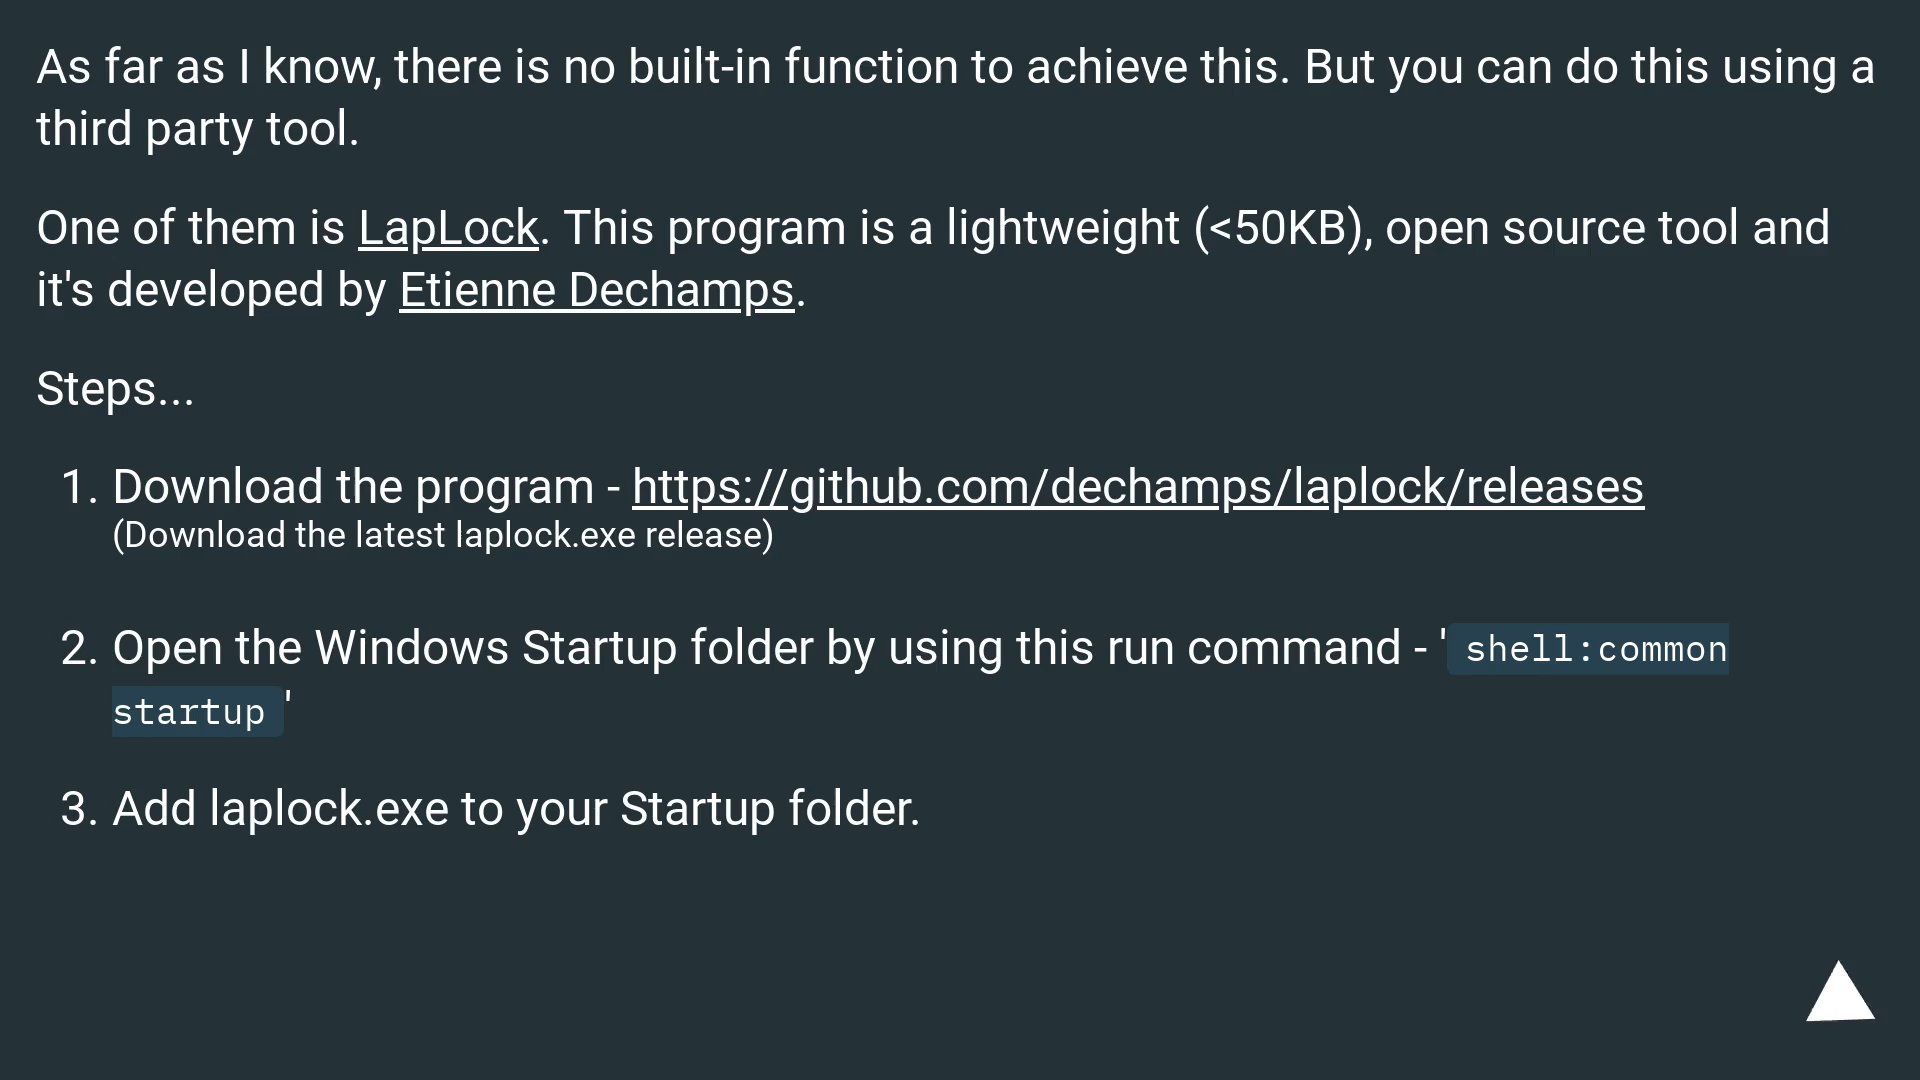 As far as I know, there is no built-in function to achieve this. But you can do this using a
third party tool.
One of them is LapLock. This program is a lightweight (<50KB), open source tool and
it's developed by Etienne Dechamps.
Steps...
1. Download the program - https://github.com/dechamps/laplock/releases
(Download the latest laplock.exe release)
2. Open the Windows Startup folder by using this run command - ' shell:common
startup '
3. Add laplock.exe to your Startup folder.